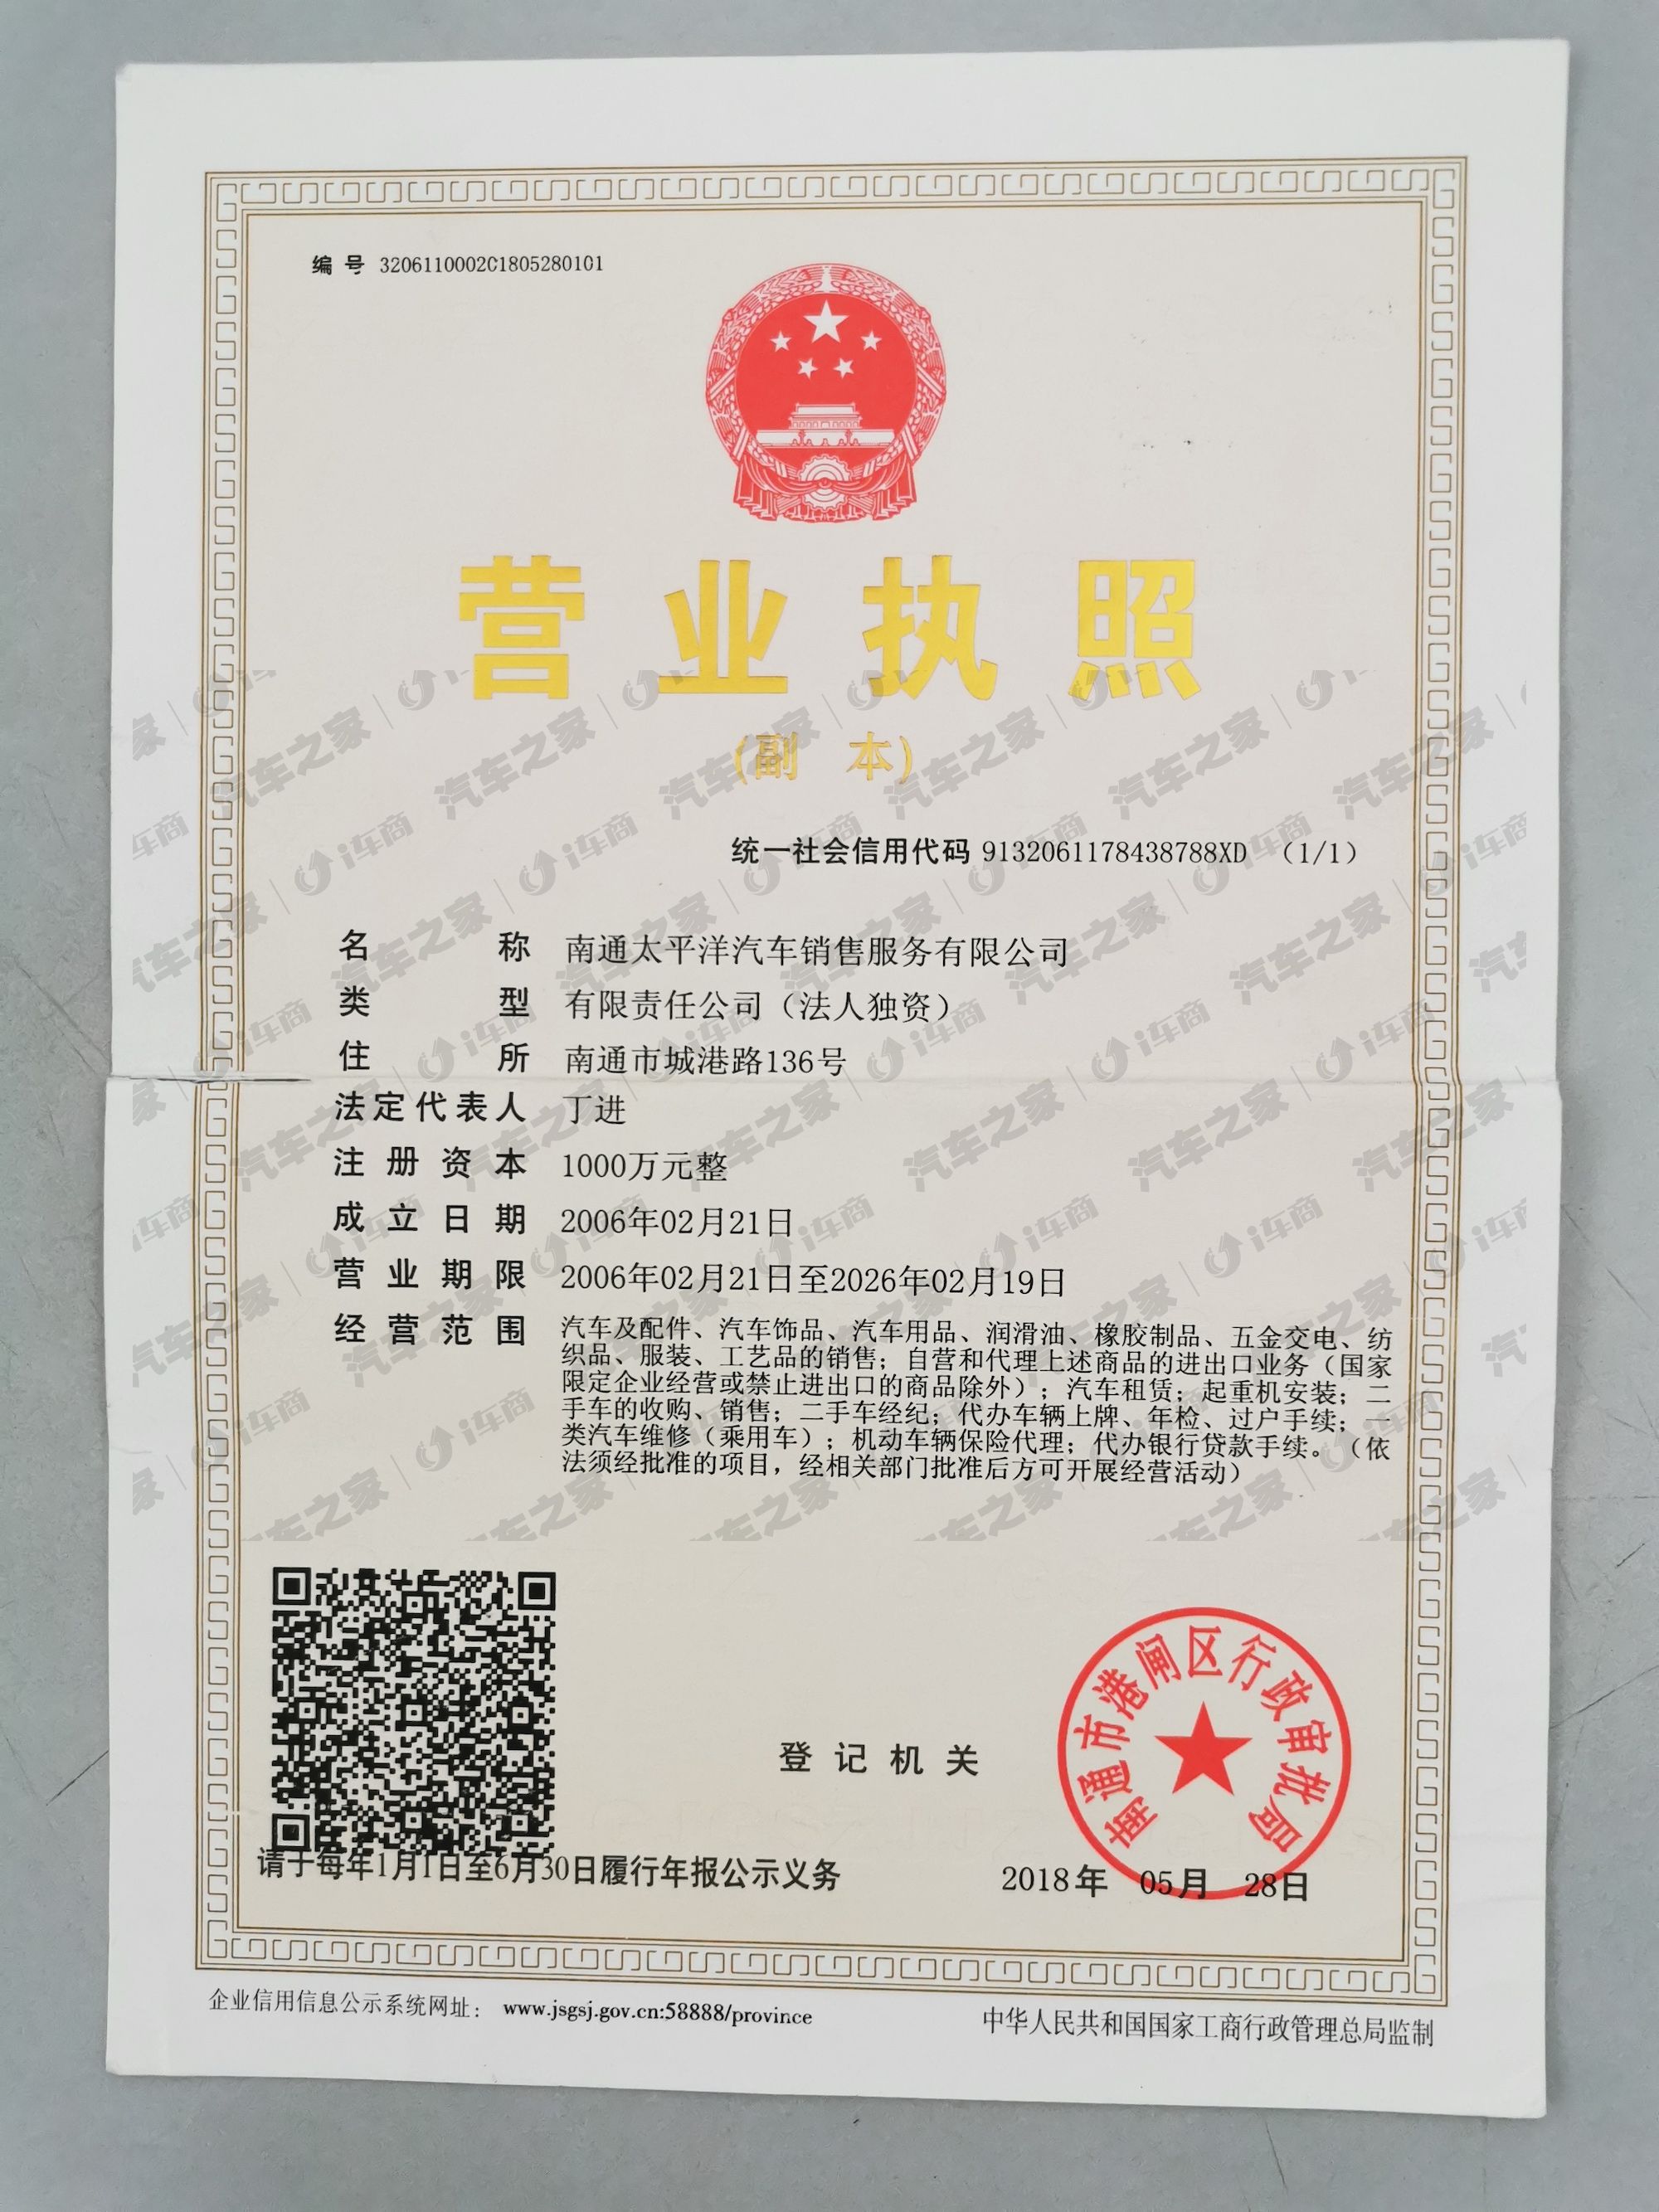 编号 3206110002C1805280101
营业执照
(副 本)
统一社会信用代码 9132061178438788XD （1/1）
名称 南通太平洋汽车销售服务有限公司
类型 有限责任公司（法人独资）
住所 南通市城港路136号
法定代表人 丁进
注册资本 1000万元整
成立日期 2006年02月21日
营业期限 2006年02月21日至2026年02月19日
经营范围 汽车及配件、汽车饰品、汽车用品、润滑油、橡胶制品、五金交电、纺
织品、服装、工艺品的销售；自营和代理上述商品的进出口业务（国家
限定企业经营或禁止进出口的商品除外）；汽车租赁；起重机安装；二
手车的收购、销售；二手车经纪；代办车辆上牌、年检、过户手续；一
类汽车维修（乘用车）；机动车辆保险代理；代办银行贷款手续。（依
法须经批准的项目，经相关部门批准后方可开展经营活动）
登记机关
南通市港闸区行政审批局
请于每年1月1日至6月30日履行年报公示义务
2018年 05月 28日
企业信用信息公示系统网址： www.jsgsj.gov.cn:58888/province
中华人民共和国国家工商行政管理总局监制
汽车之家 | i车商